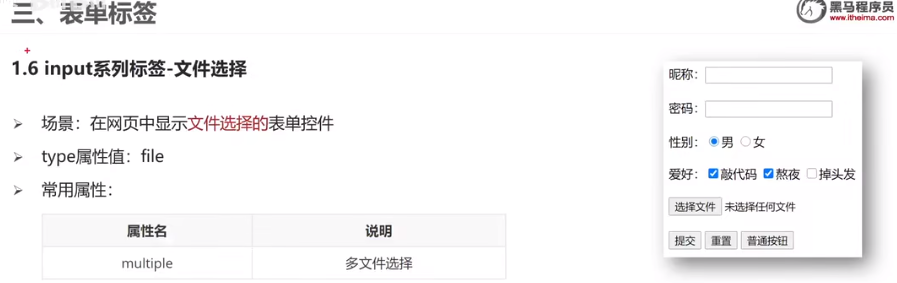 三、表单标签
黑马程序员
www.itheima.com
1.6 input系列标签-文件选择
场景：在网页中显示文件选择的表单控件
type属性值：file
常用属性：
属性名 说明
multiple 多文件选择
昵称：
密码：
性别： 男 女
爱好： 敲代码 熬夜 掉头发
选择文件 未选择任何文件
提交 重置 普通按钮